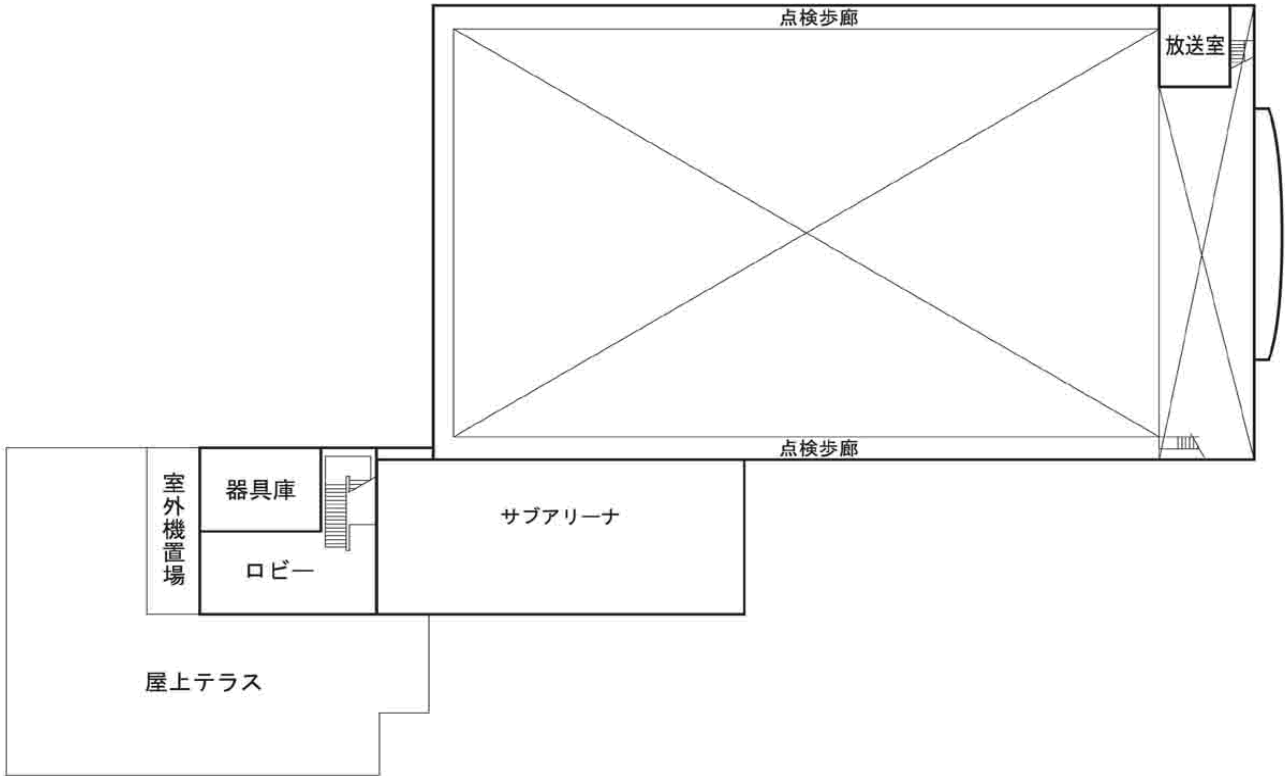 点検歩廊
放送室
点検歩廊
室外機置場
器具庫
サブアリーナ
ロビー
屋上テラス